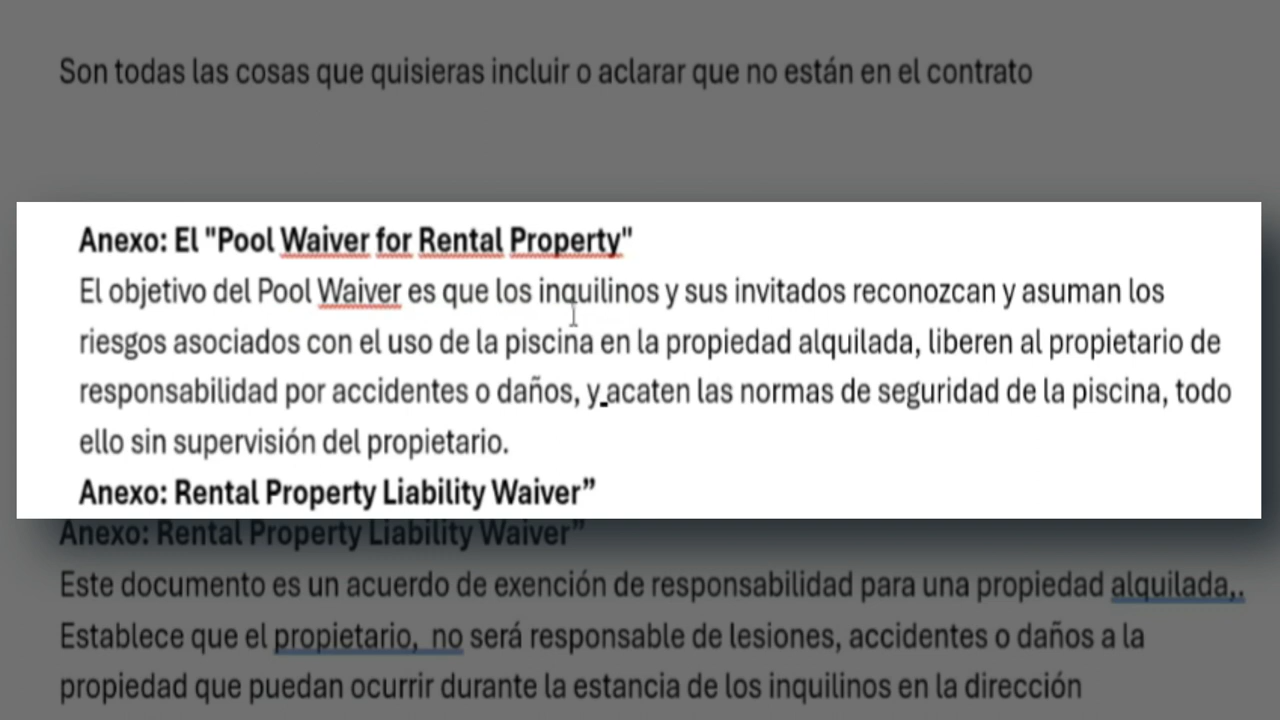 Son todas las cosas que quisieras incluir o aclarar que no están en el contrato
Anexo: El "Pool Waiver for Rental Property"
El objetivo del Pool Waiver es que los inquilinos y sus invitados reconozcan y asuman los
riesgos asociados con el uso de la piscina en la propiedad alquilada, liberen al propietario de
responsabilidad por accidentes o daños, y acaten las normas de seguridad de la piscina, todo
ello sin supervisión del propietario.
Anexo: Rental Property Liability Waiver”
Anexo: Rental Property Liability Waiver”
Este documento es un acuerdo de exención de responsabilidad para una propiedad alquilada,.
Establece que el propietario,  no será responsable de lesiones, accidentes o daños a la
propiedad que puedan ocurrir durante la estancia de los inquilinos en la dirección